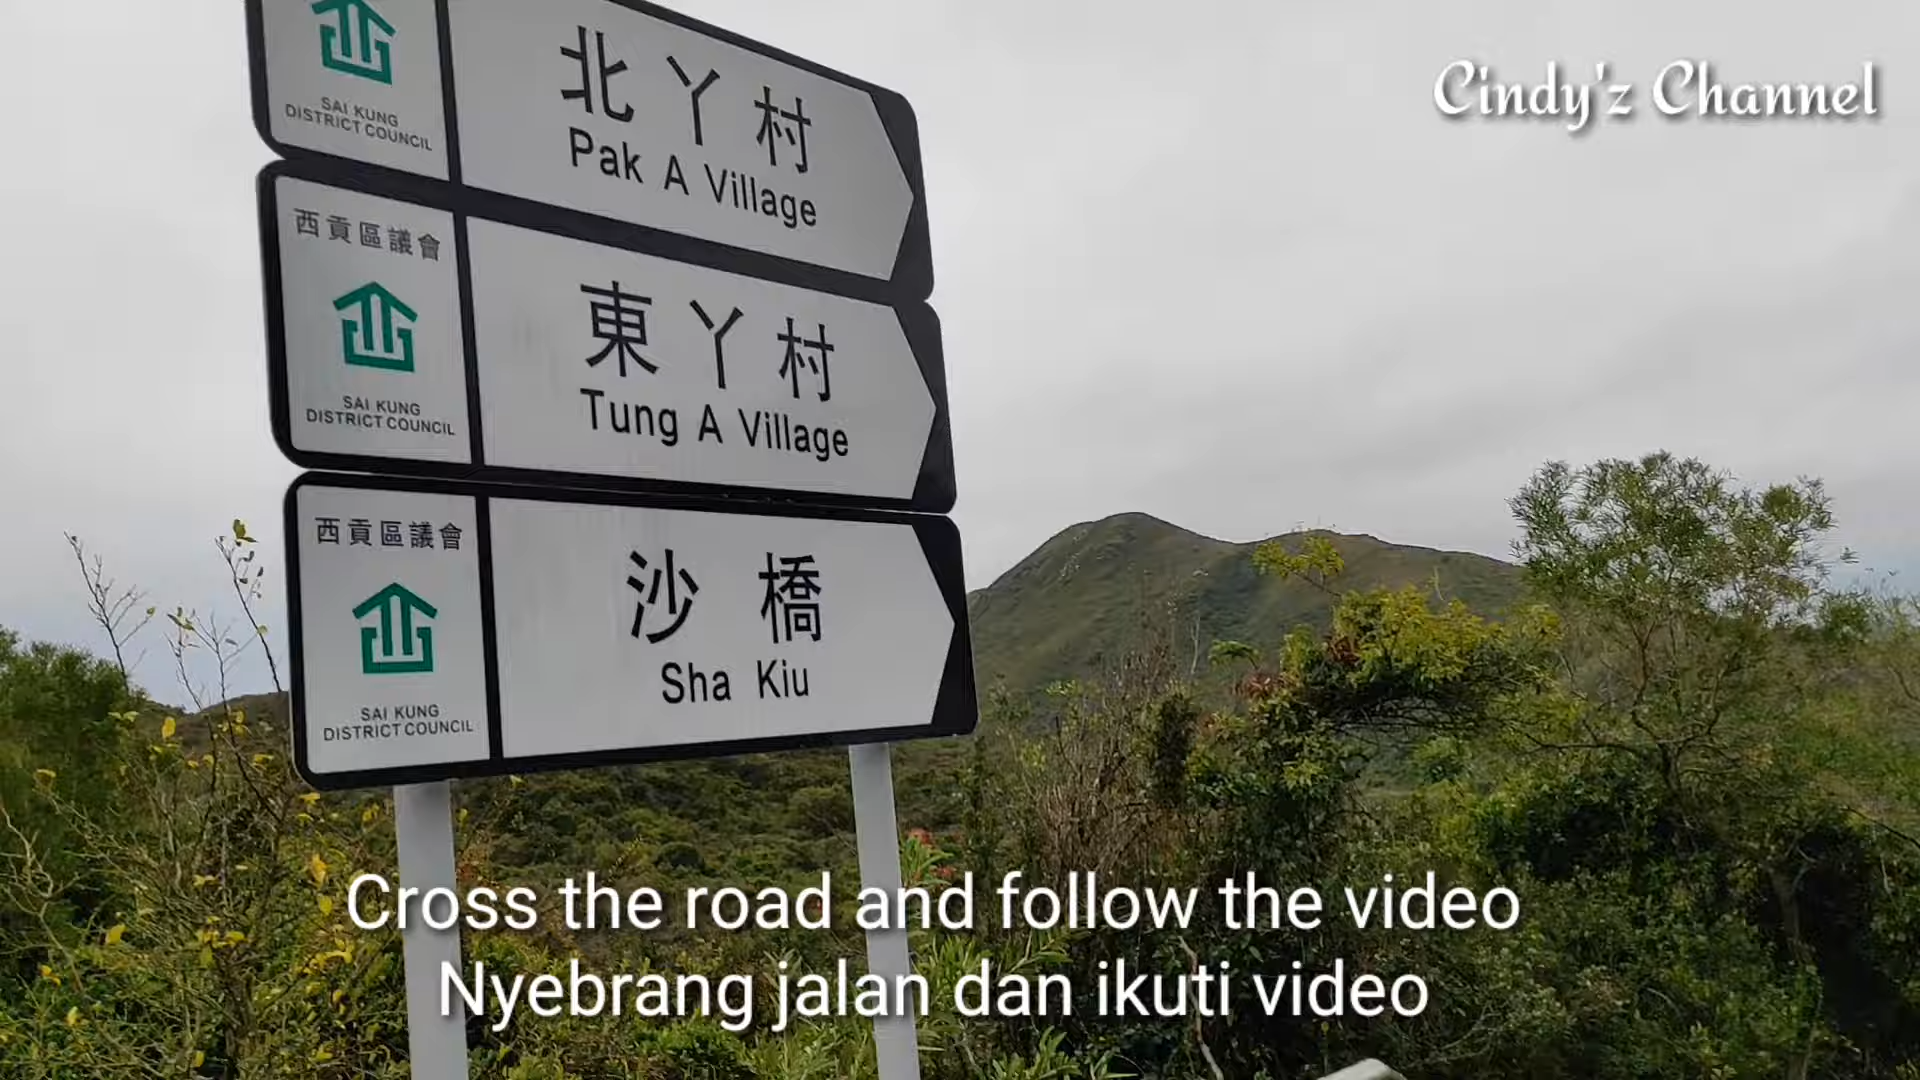 Cindy'z Channel
SAI KUNG
DISTRICT COUNCIL
北丫村
Pak A Village
西貢區議會
SAI KUNG
DISTRICT COUNCIL
東丫村
Tung A Village
西貢區議會
SAI KUNG
DISTRICT COUNCIL
沙橋
Sha Kiu
Cross the road and follow the video
Nyebrang jalan dan ikuti video